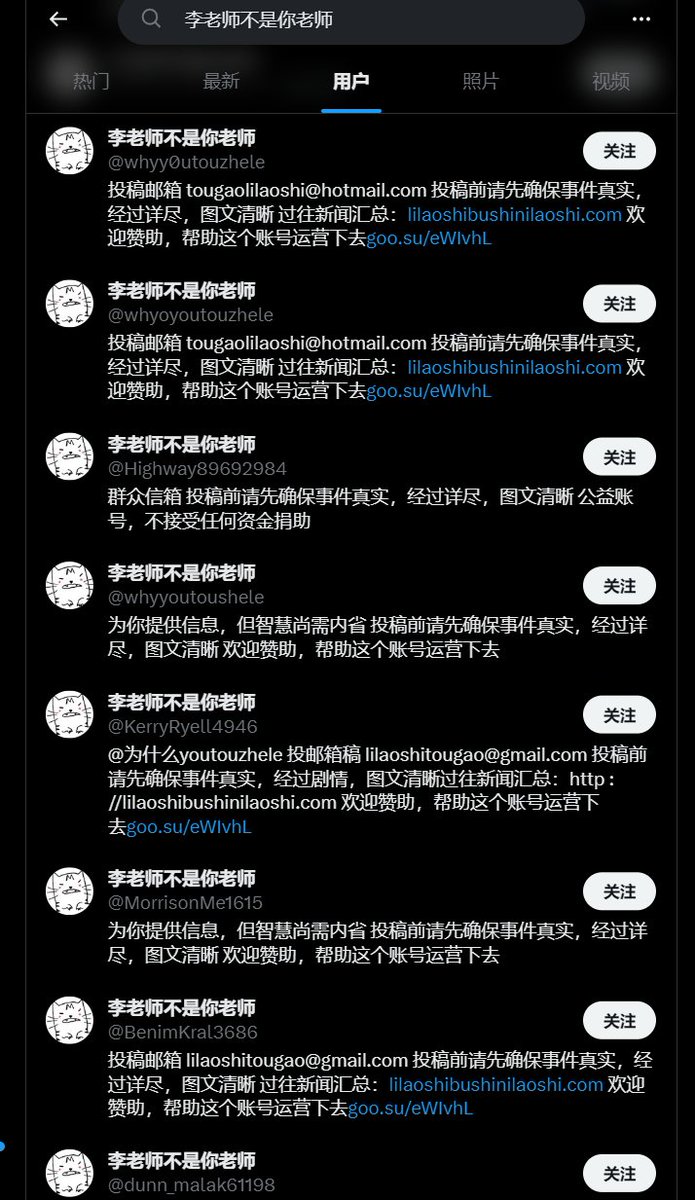 李老师不是你老师
热门 最新 用户 照片 视频
李老师不是你老师
@whyy0utouzhele
关注
投稿邮箱 tougaolilaoshi@hotmail.com 投稿前请先确保事件真实，
经过详尽，图文清晰 过往新闻汇总：lilaoshibushinilaoshi.com 欢
迎赞助，帮助这个账号运营下去goo.su/eWIvhL
李老师不是你老师
@whyoyoutouzhele
关注
投稿邮箱 tougaolilaoshi@hotmail.com 投稿前请先确保事件真实，
经过详尽，图文清晰 过往新闻汇总：lilaoshibushinilaoshi.com 欢
迎赞助，帮助这个账号运营下去goo.su/eWIvhL
李老师不是你老师
@Highway89692984
关注
群众信箱 投稿前请先确保事件真实，经过详尽，图文清晰 公益账
号，不接受任何资金捐助
李老师不是你老师
@whyyoutoushele
关注
为你提供信息，但智慧尚需内省 投稿前请先确保事件真实，经过详
尽，图文清晰 欢迎赞助，帮助这个账号运营下去
李老师不是你老师
@KerryRyell4946
关注
@为什么youtouzhele 投邮箱稿 lilaoshitougao@gmail.com 投稿前
请先确保事件真实，经过剧情，图文清晰过往新闻汇总：http :
//lilaoshibushinilaoshi.com 欢迎赞助，帮助这个账号运营下
去goo.su/eWIvhL
李老师不是你老师
@MorrisonMe1615
关注
为你提供信息，但智慧尚需内省 投稿前请先确保事件真实，经过详
尽，图文清晰 欢迎赞助，帮助这个账号运营下去
李老师不是你老师
@BenimKral3686
关注
投稿邮箱 lilaoshitougao@gmail.com 投稿前请先确保事件真实，经
过详尽，图文清晰 过往新闻汇总：lilaoshibushinilaoshi.com 欢迎
赞助，帮助这个账号运营下去goo.su/eWIvhL
李老师不是你老师
@dunn_malak61198
关注